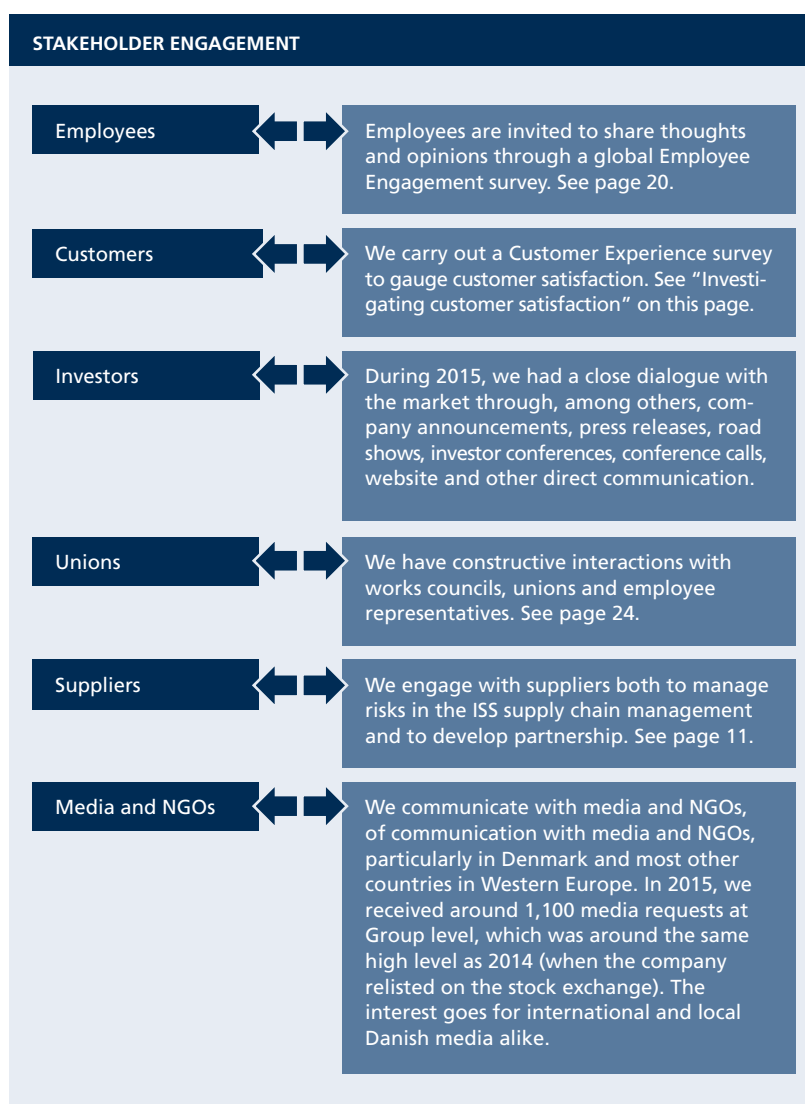 STAKEHOLDER ENGAGEMENT
Employees
Employees are invited to share thoughts
and opinions through a global Employee
Engagement survey. See page 20.
Customers
We carry out a Customer Experience survey
to gauge customer satisfaction. See “Investi-
gating customer satisfaction” on this page.
Investors
During 2015, we had a close dialogue with
the market through, among others, com-
pany announcements, press releases, road
shows, investor conferences, conference calls,
website and other direct communication.
Unions
We have constructive interactions with
works councils, unions and employee
representatives. See page 24.
Suppliers
We engage with suppliers both to manage
risks in the ISS supply chain management
and to develop partnership. See page 11.
Media and NGOs
We communicate with media and NGOs,
of communication with media and NGOs,
particularly in Denmark and most other
countries in Western Europe. In 2015, we
received around 1,100 media requests at
Group level, which was around the same
high level as 2014 (when the company
relisted on the stock exchange). The
interest goes for international and local
Danish media alike.